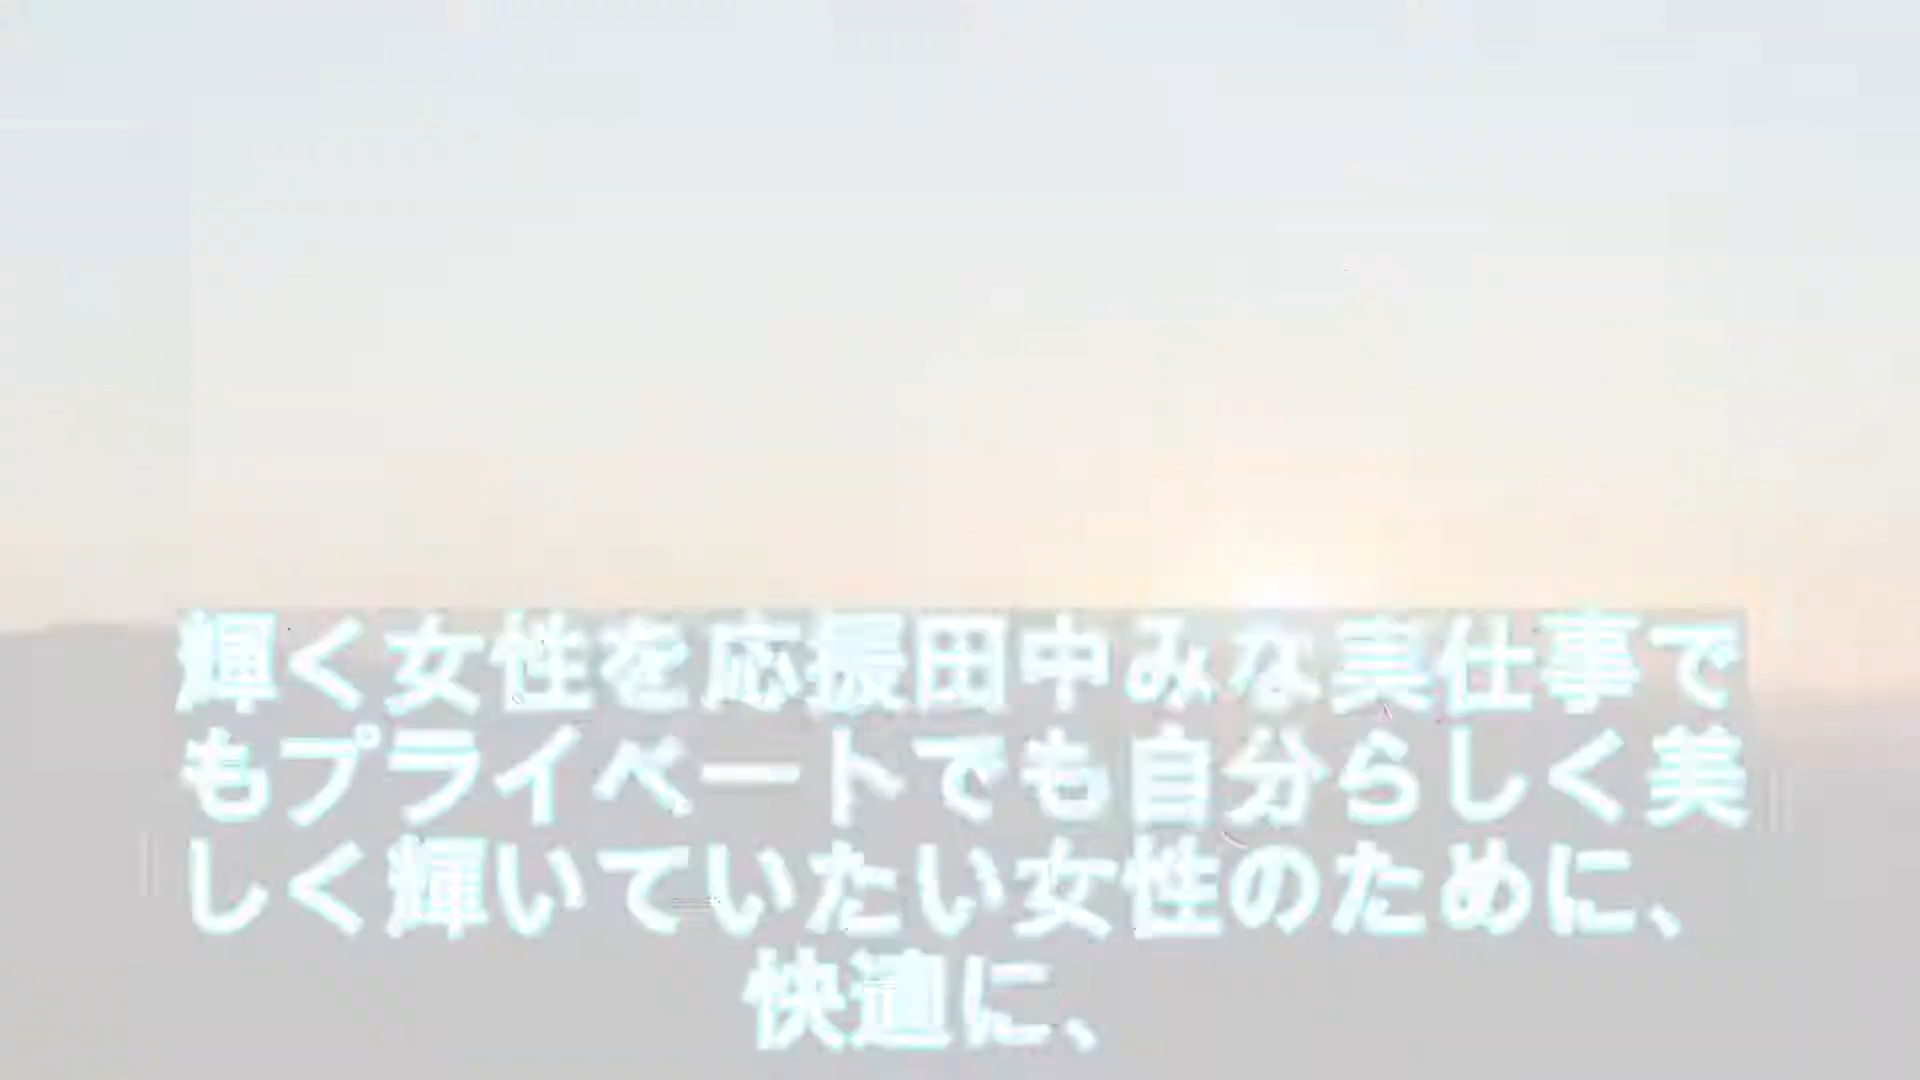 輝く女性を応援田中みな実仕事で
もプライベートでも自分らしく美
しく輝いていたい女性のために、
快適に、